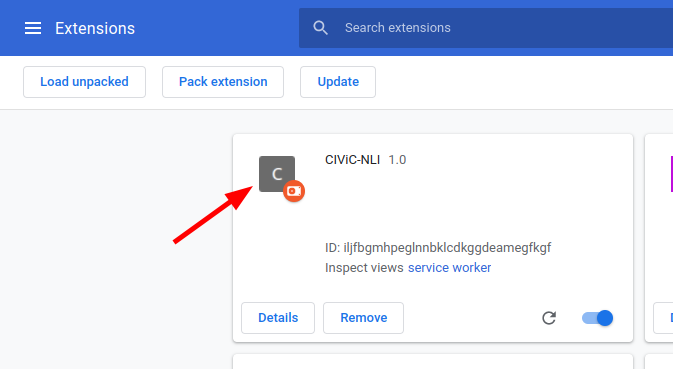 Extensions
Search extensions
Load unpacked
Pack extension
Update
C
CIViC-NLI 1.0
ID: iljfbgmhpeglnnbklcdkggdeamegfkgf
Inspect views service worker
Details
Remove